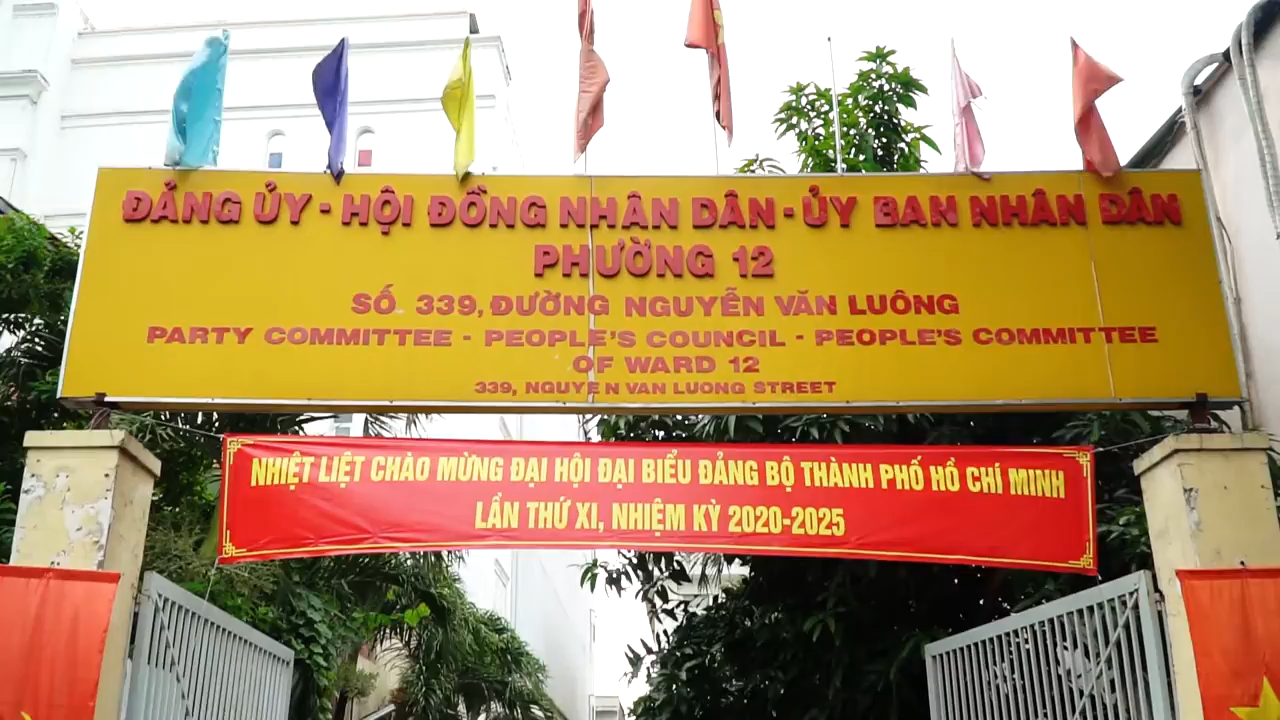 ĐẢNG ỦY - HỘI ĐỒNG NHÂN DÂN - ỦY BAN NHÂN DÂN
PHƯỜNG 12
SỐ 339, ĐƯỜNG NGUYỄN VĂN LUÔNG
PARTY COMMITTEE - PEOPLE'S COUNCIL - PEOPLE'S COMMITTEE
OF WARD 12
339, NGUYEN VAN LUONG STREET
NHIỆT LIỆT CHÀO MỪNG ĐẠI HỘI ĐẠI BIỂU ĐẢNG BỘ THÀNH PHỐ HỒ CHÍ MINH
LẦN THỨ XI, NHIỆM KỲ 2020-2025